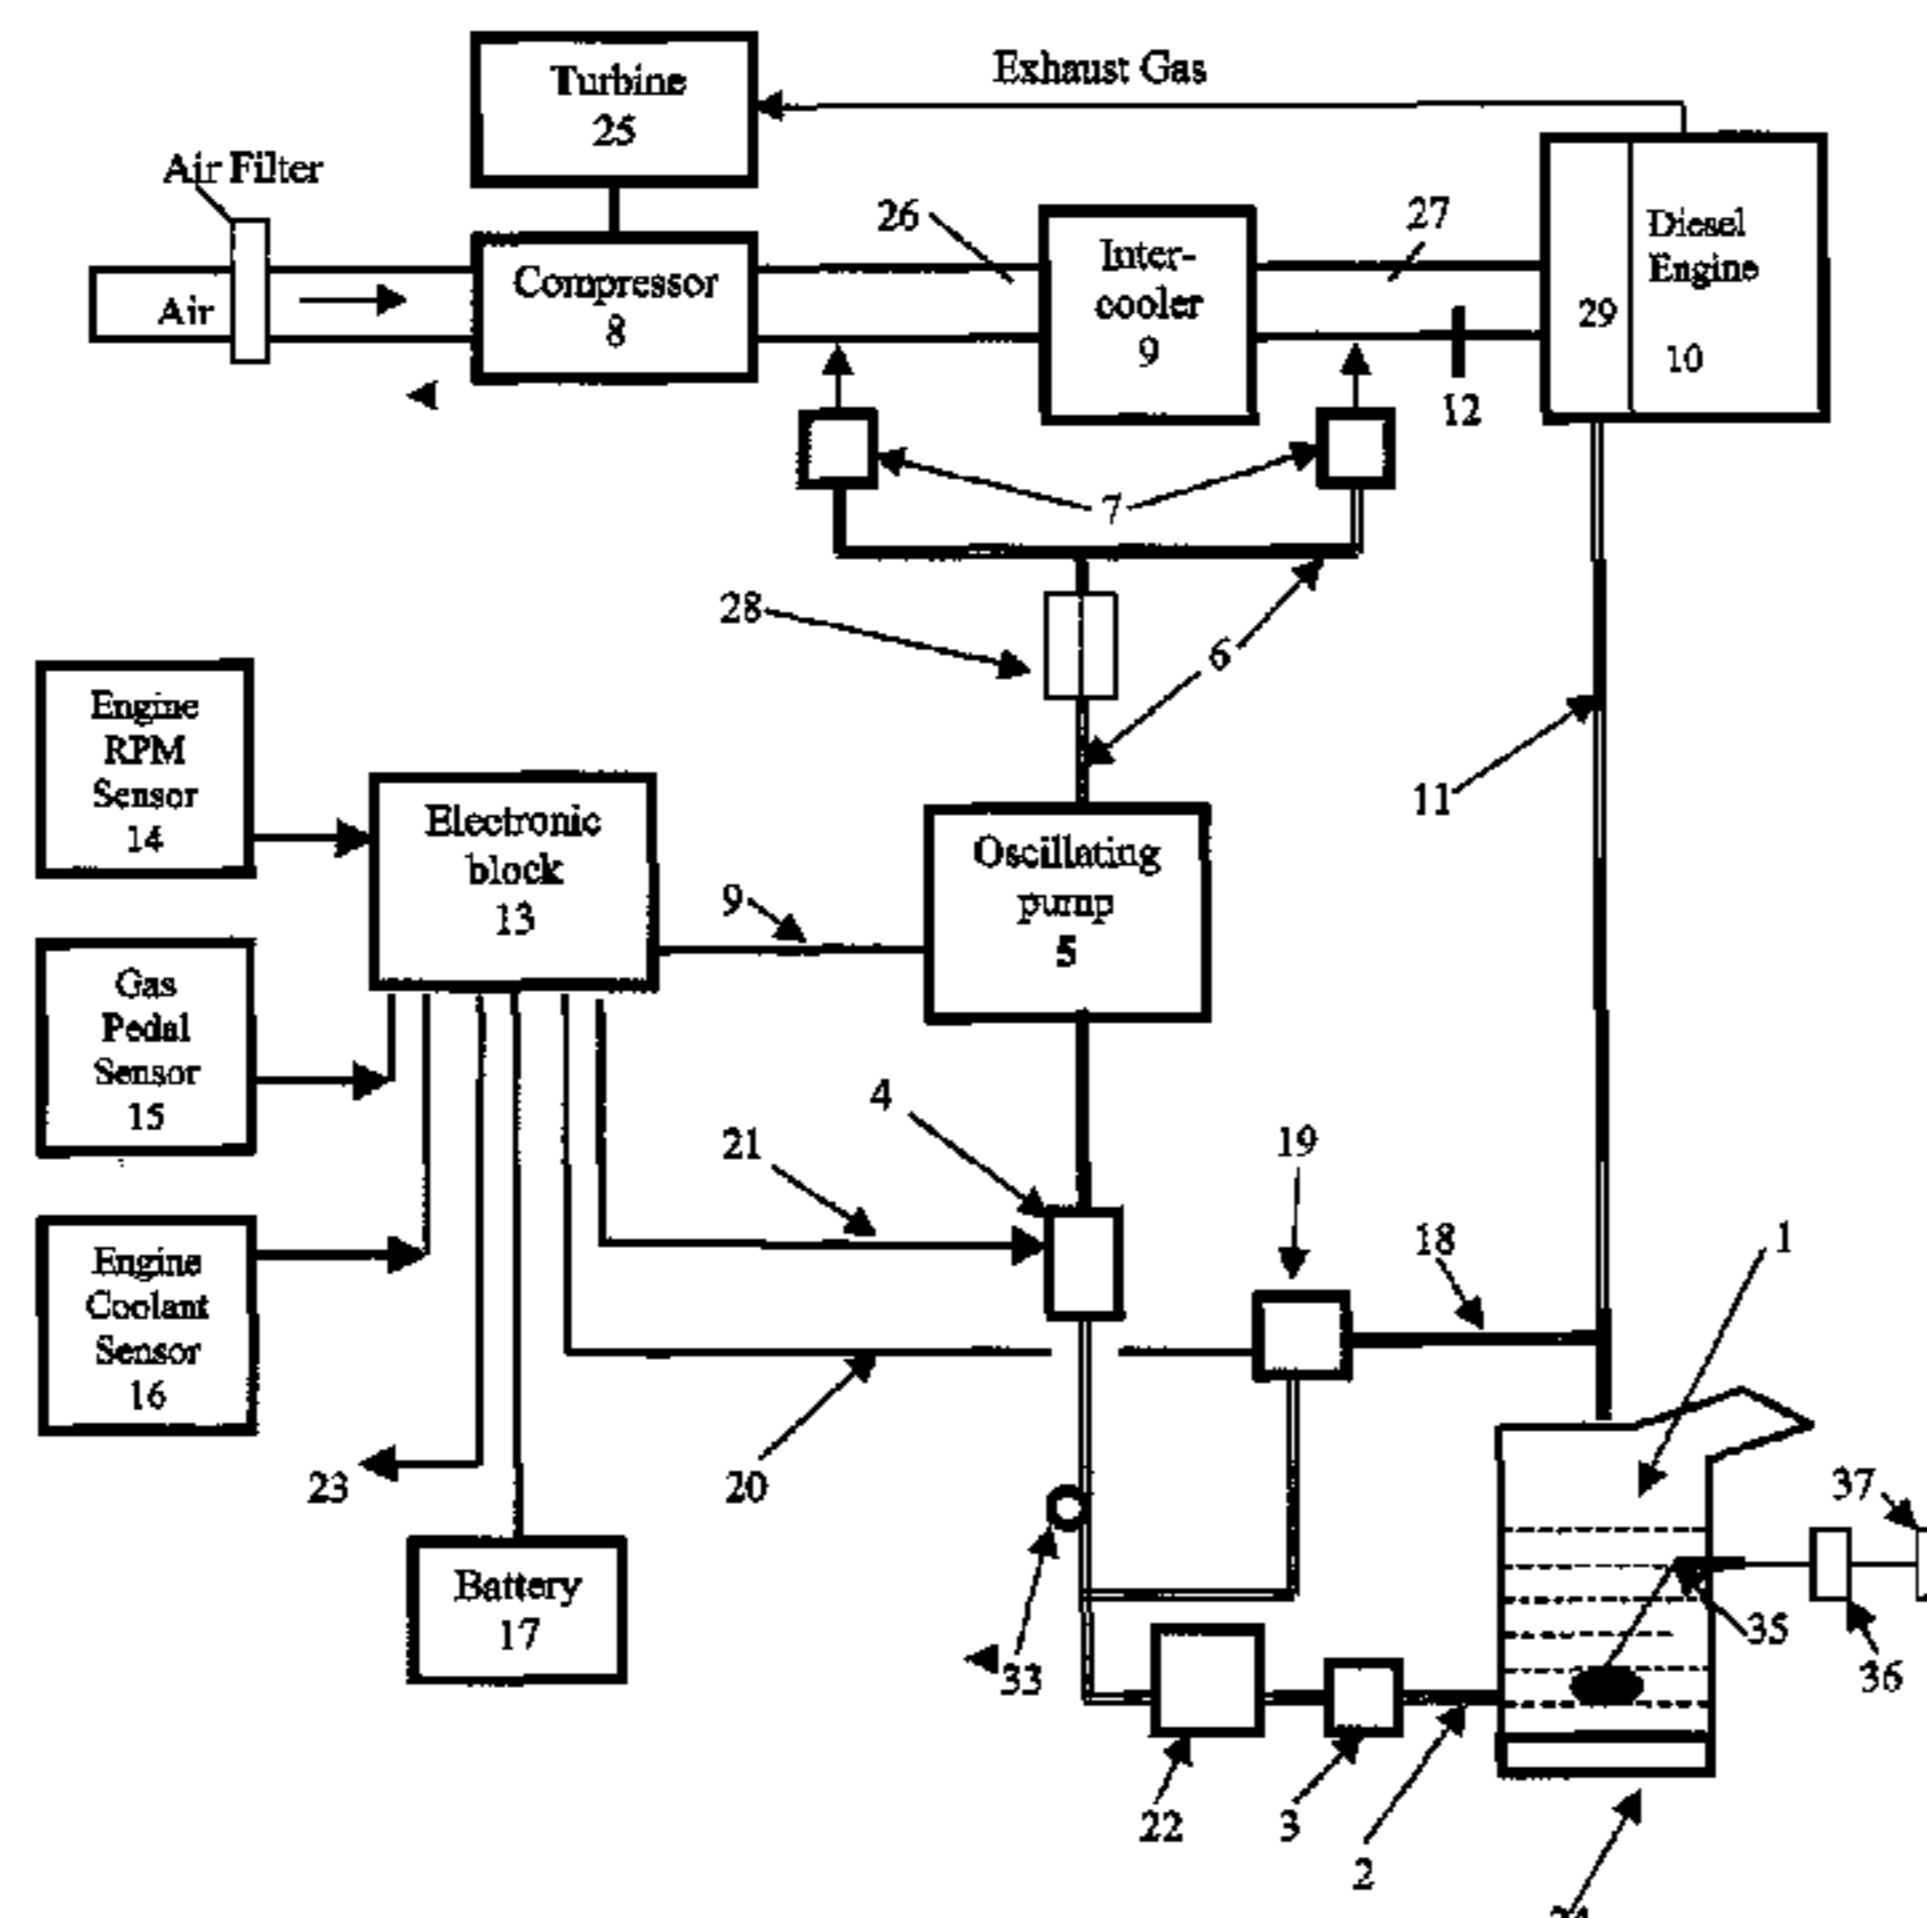 Exhaust Gas
Turbine
25
Air Filter
26
27
Inter-
cooler
9
Diesel
Engine
29
10
Air
Compressor
8
12
7
28
6
Engine
RPM
Sensor
14
11
Electronic
block
13
Oscillating
pump
5
9
Gas
Pedal
Sensor
15
4
21
19
18
1
Engine
Coolant
Sensor
16
23
20
37
Battery
17
35
33
36
22
3
2